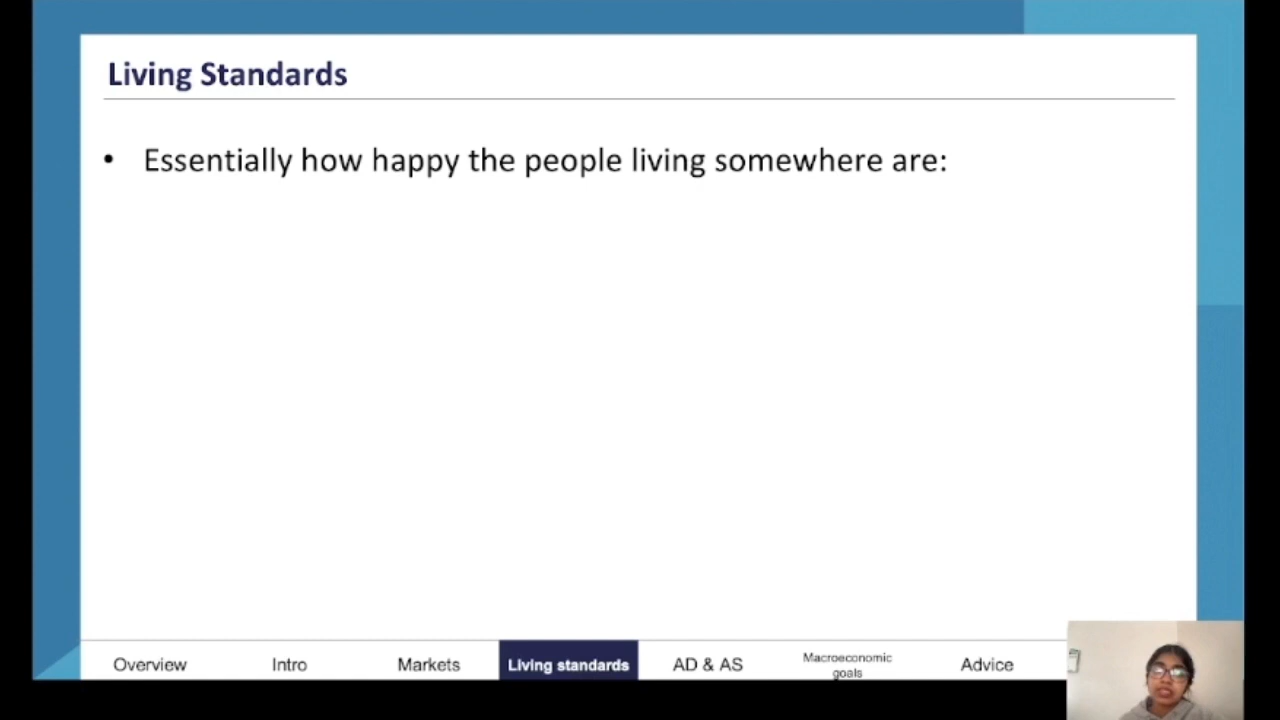 Living Standards
• Essentially how happy the people living somewhere are:
Overview Intro Markets Living standards AD & AS Macroeconomic goals Advice